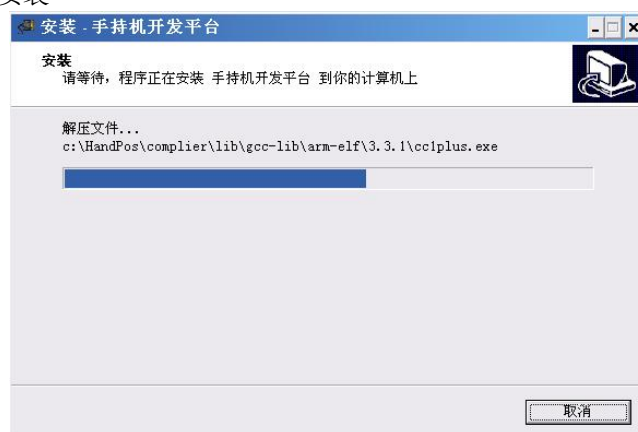 安装
安装 - 手持机开发平台
安装
请等待，程序正在安装 手持机开发平台 到你的计算机上
解压文件...
c:\HandPos\complier\lib\gcc-lib\arm-elf\3.3.1\cc1plus.exe
取消